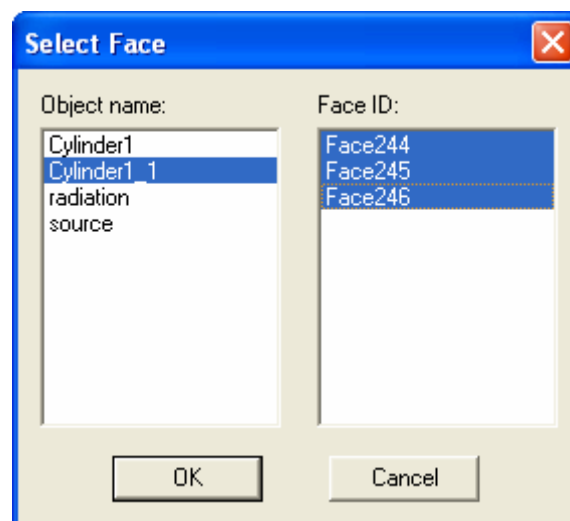 Select Face
Object name:
Cylinder1
Cylinder1_1
radiation
source
Face ID:
Face244
Face245
Face246
OK
Cancel